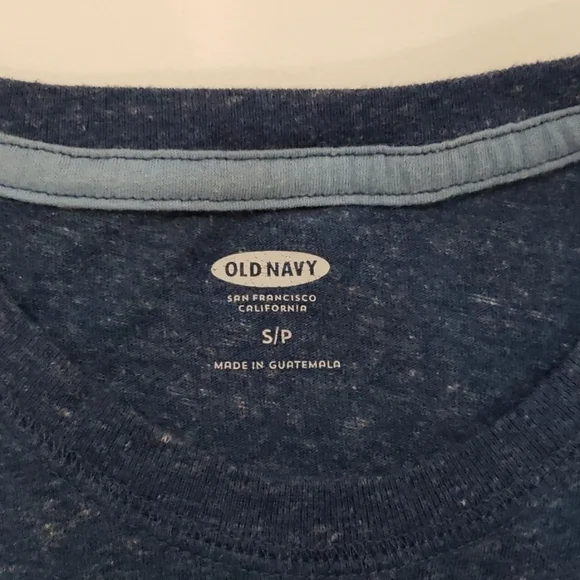 OLD NAVY
SAN FRANCISCO
CALIFORNIA
S/P
MADE IN GUATEMALA